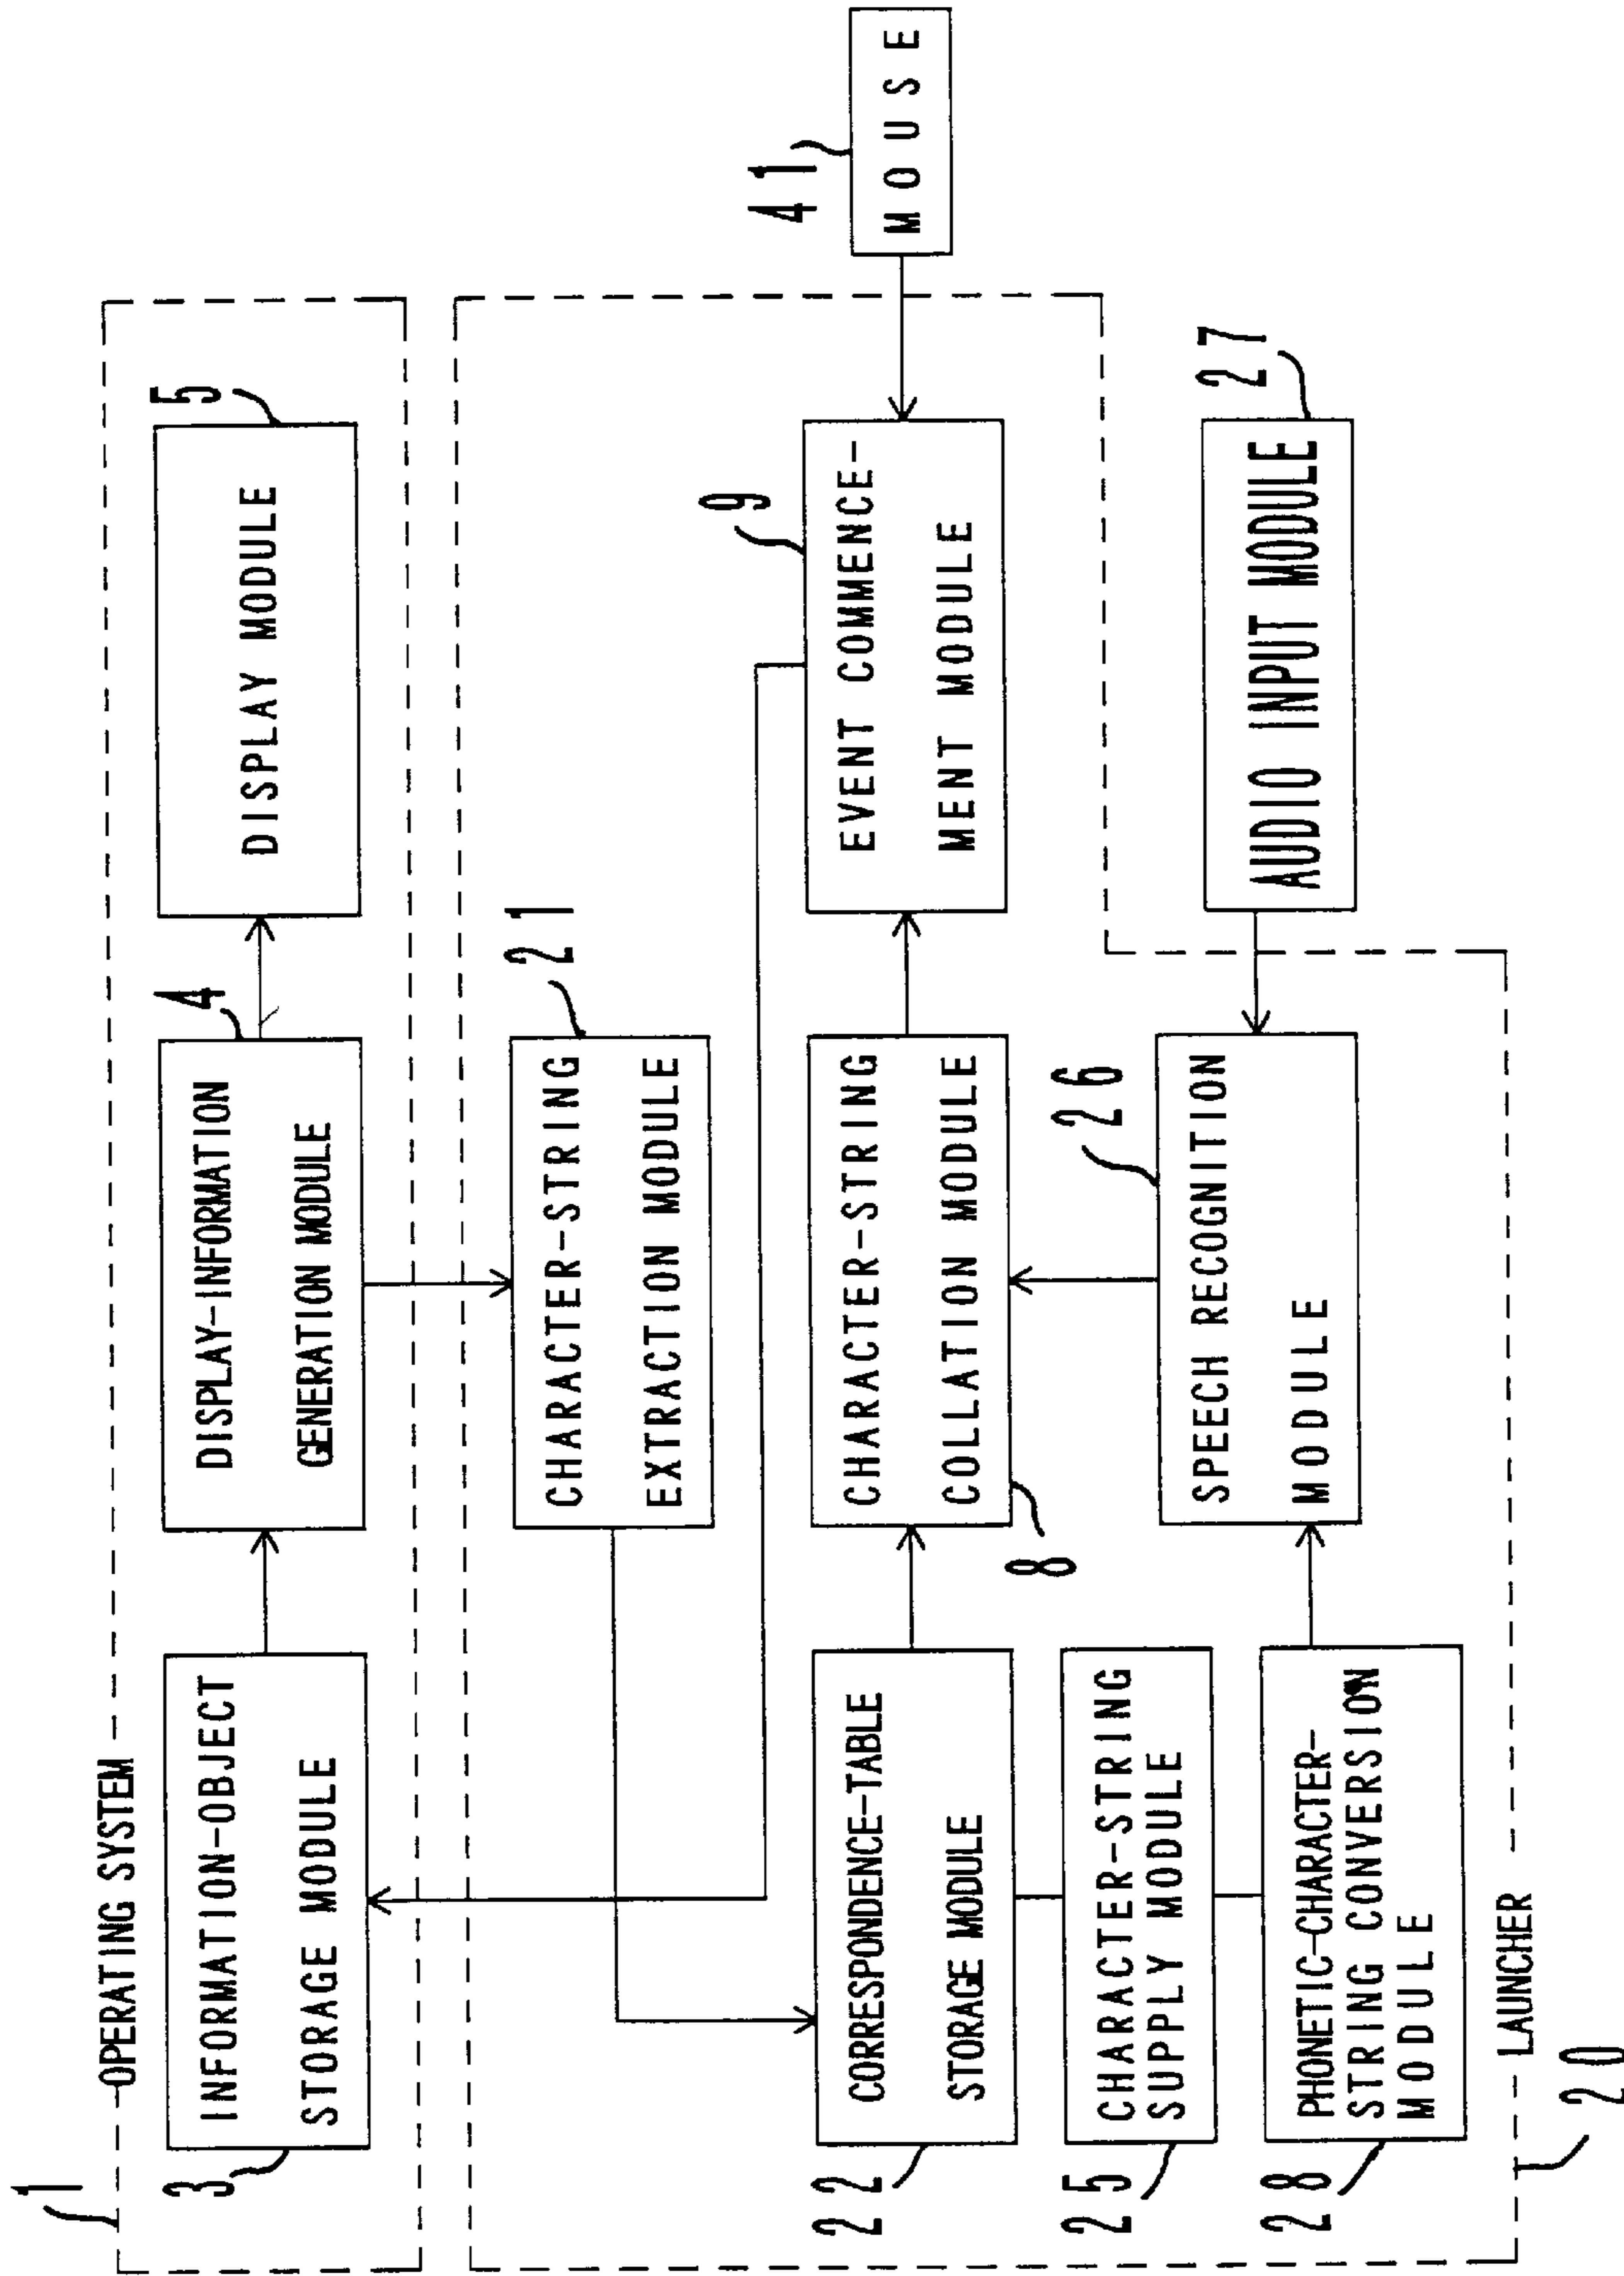 1
OPERATING SYSTEM
3
INFORMATION-OBJECT
STORAGE MODULE
4
DISPLAY-INFORMATION
GENERATION MODULE
5
DISPLAY MODULE
21
CHARACTER-STRING
EXTRACTION MODULE
22
CORRESPONDENCE-TABLE
STORAGE MODULE
8
CHARACTER-STRING
COLLATION MODULE
9
EVENT COMMENCE-
MENT MODULE
41
MOUSE
25
CHARACTER-STRING
SUPPLY MODULE
26
SPEECH RECOGNITION
MODULE
27
AUDIO INPUT MODULE
28
PHONETIC-CHARACTER-
STRING CONVERSION
MODULE
LAUNCHER
20